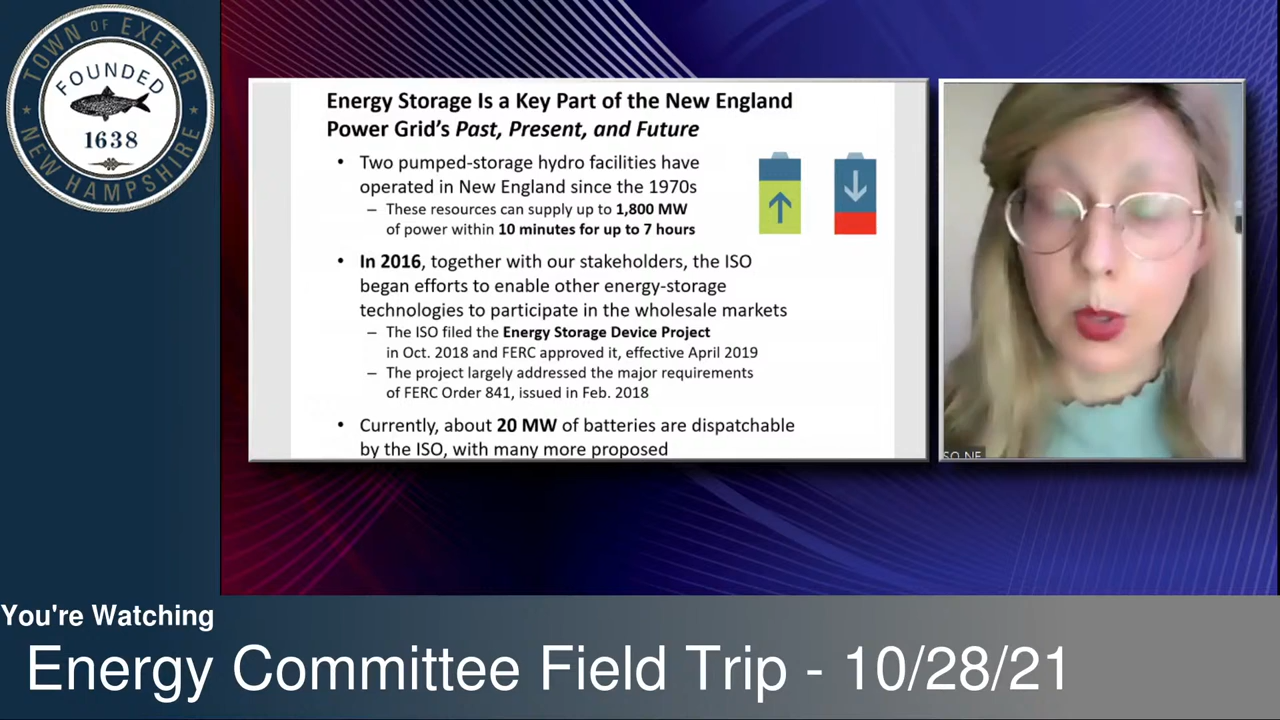 TOWN OF EXETER
NEW HAMPSHIRE
FOUNDED
1638
Energy Storage Is a Key Part of the New England
Power Grid's Past, Present, and Future
• Two pumped-storage hydro facilities have
operated in New England since the 1970s
– These resources can supply up to 1,800 MW
of power within 10 minutes for up to 7 hours
• In 2016, together with our stakeholders, the ISO
began efforts to enable other energy-storage
technologies to participate in the wholesale markets
– The ISO filed the Energy Storage Device Project
in Oct. 2018 and FERC approved it, effective April 2019
– The project largely addressed the major requirements
of FERC Order 841, issued in Feb. 2018
• Currently, about 20 MW of batteries are dispatchable
by the ISO, with many more proposed
You're Watching
Energy Committee Field Trip - 10/28/21